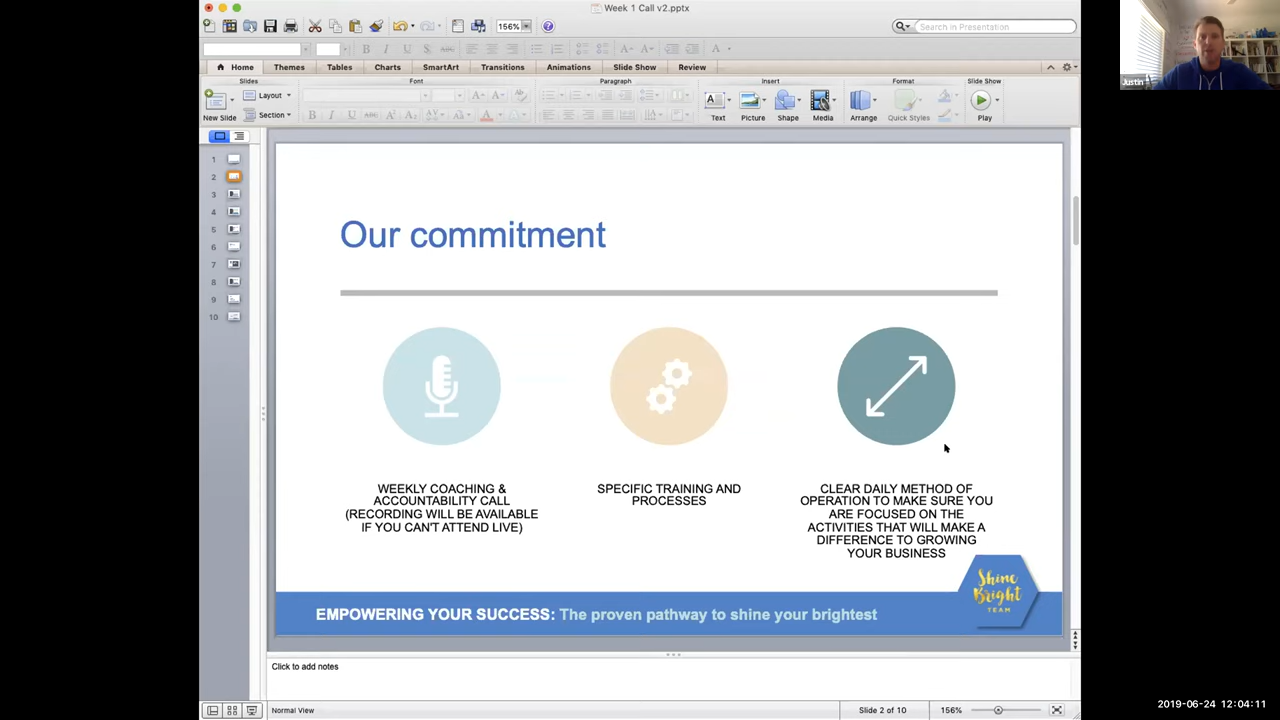 Week 1 Call v2.pptx
156%
Search in Presentation
Home Themes Tables Charts SmartArt Transitions Animations Slide Show Review
Slides Font Paragraph Insert Format Slide Show
New Slide Layout Section Text Picture Shape Media Arrange Quick Styles Play
Justin
1
2
3
4
5
6
7
8
9
10
Our commitment
WEEKLY COACHING &
ACCOUNTABILITY CALL
(RECORDING WILL BE AVAILABLE
IF YOU CAN'T ATTEND LIVE)
SPECIFIC TRAINING AND
PROCESSES
CLEAR DAILY METHOD OF
OPERATION TO MAKE SURE YOU
ARE FOCUSED ON THE
ACTIVITIES THAT WILL MAKE A
DIFFERENCE TO GROWING
YOUR BUSINESS
Shine
Bright
TEAM
EMPOWERING YOUR SUCCESS: The proven pathway to shine your brightest
Click to add notes
Normal View Slide 2 of 10 156%
2019-06-24 12:04:11